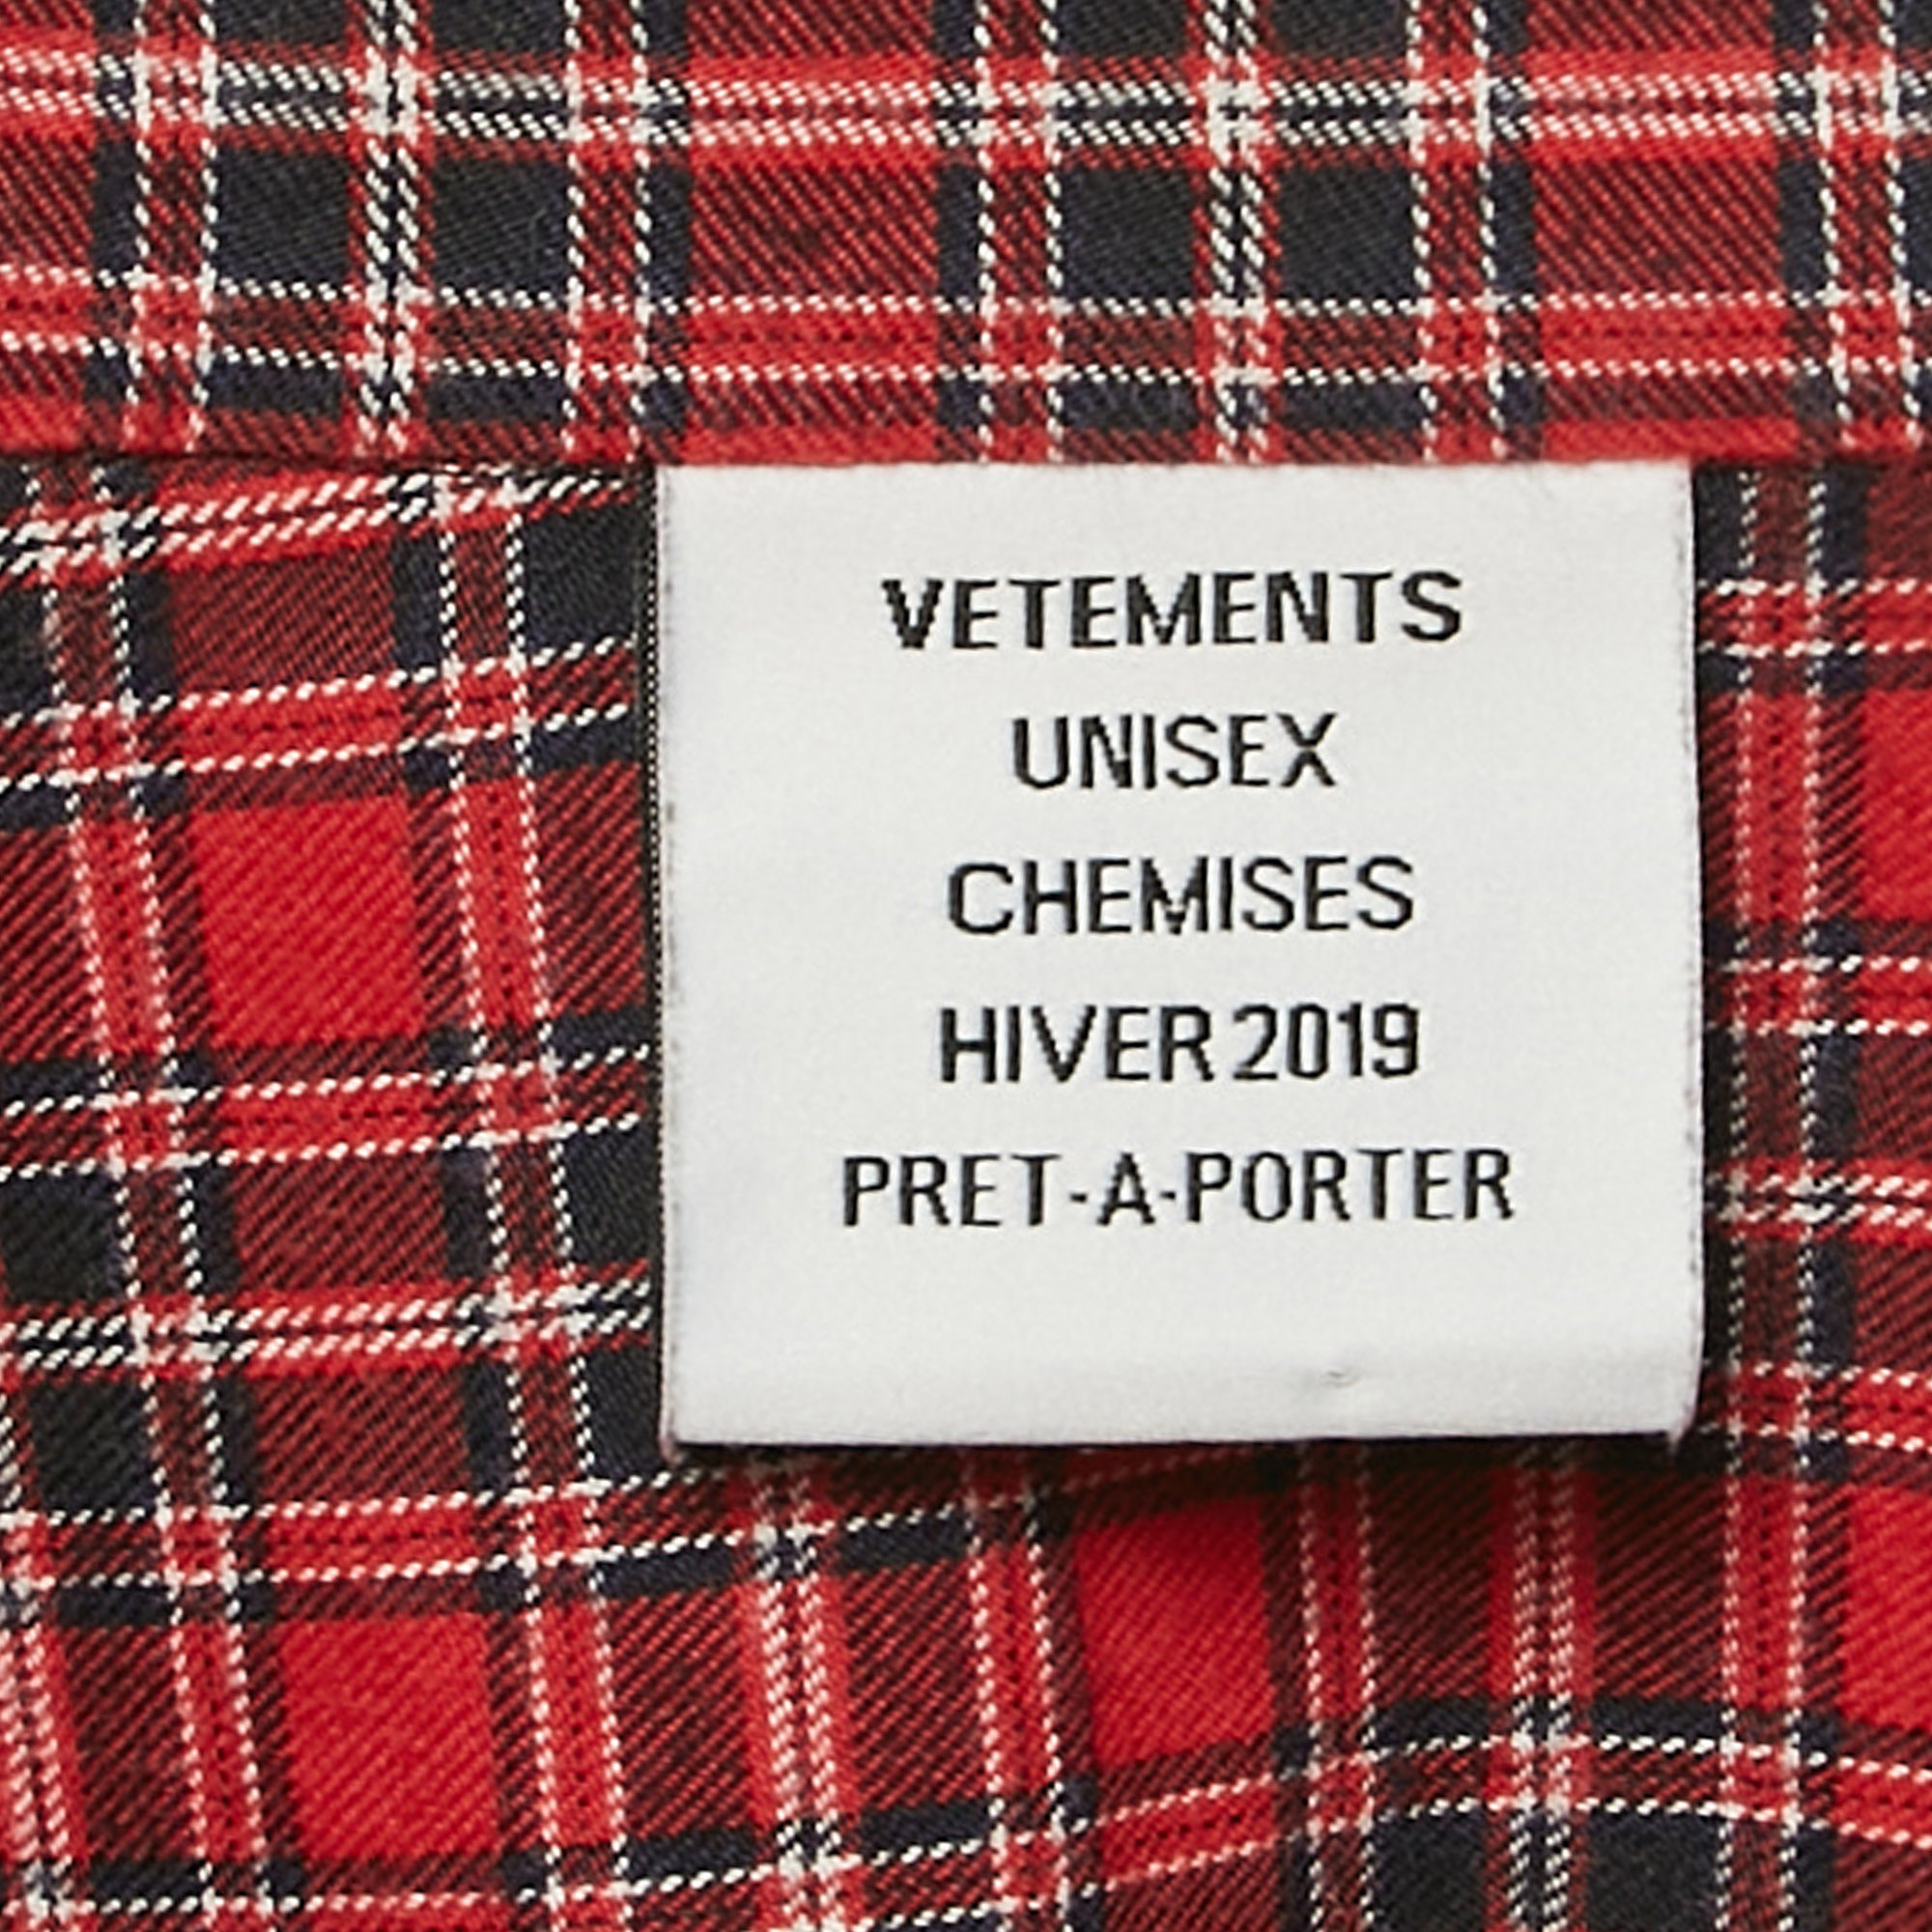 VETEMENTS
UNISEX
CHEMISES
HIVER 2019
PRET-A-PORTER